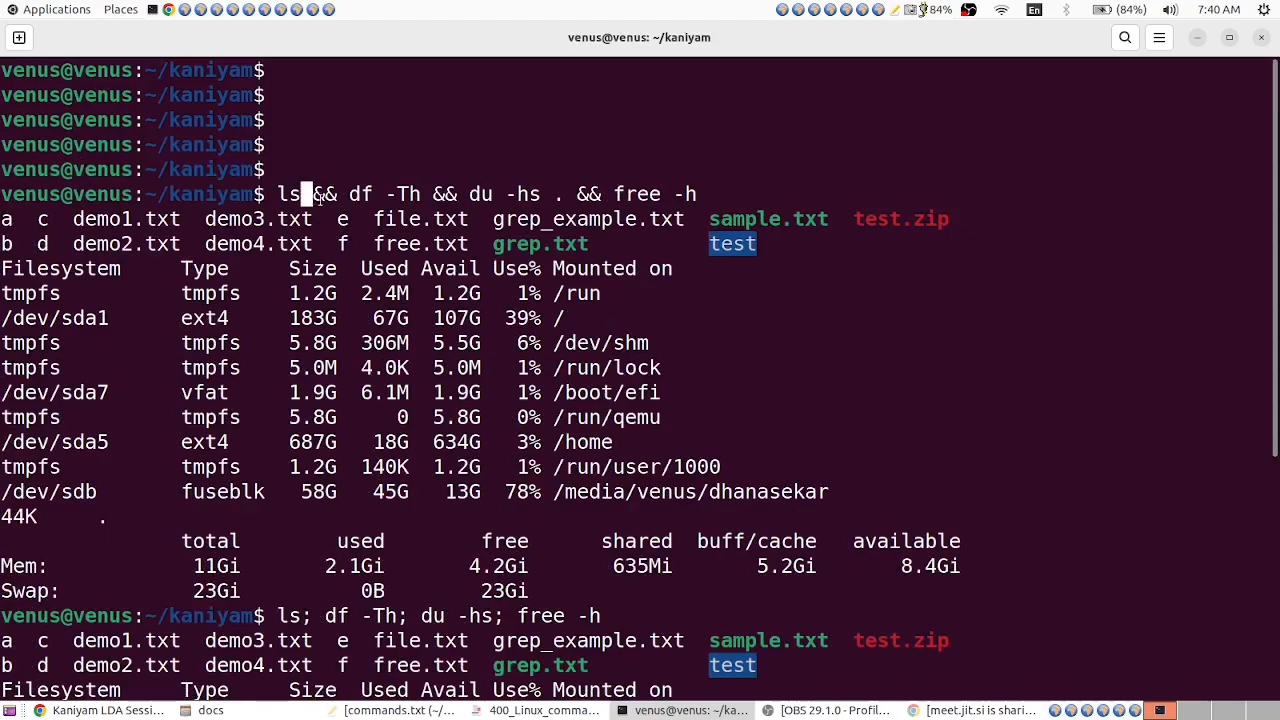 Applications Places 84% En (84%) 7:40 AM
venus@venus: ~/kaniyam
venus@venus:~/kaniyam$
venus@venus:~/kaniyam$
venus@venus:~/kaniyam$
venus@venus:~/kaniyam$
venus@venus:~/kaniyam$
venus@venus:~/kaniyam$ ls && df -Th && du -hs . && free -h
a c demo1.txt demo3.txt e file.txt grep_example.txt sample.txt test.zip
b d demo2.txt demo4.txt f free.txt grep.txt test
Filesystem Type Size Used Avail Use% Mounted on
tmpfs tmpfs 1.2G 2.4M 1.2G 1% /run
/dev/sda1 ext4 183G 67G 107G 39% /
tmpfs tmpfs 5.8G 306M 5.5G 6% /dev/shm
tmpfs tmpfs 5.0M 4.0K 5.0M 1% /run/lock
/dev/sda7 vfat 1.9G 6.1M 1.9G 1% /boot/efi
tmpfs tmpfs 5.8G 0 5.8G 0% /run/qemu
/dev/sda5 ext4 687G 18G 634G 3% /home
tmpfs tmpfs 1.2G 140K 1.2G 1% /run/user/1000
/dev/sdb fuseblk 58G 45G 13G 78% /media/venus/dhanasekar
44K .
total used free shared buff/cache available
Mem: 11Gi 2.1Gi 4.2Gi 635Mi 5.2Gi 8.4Gi
Swap: 23Gi 0B 23Gi
venus@venus:~/kaniyam$ ls; df -Th; du -hs; free -h
a c demo1.txt demo3.txt e file.txt grep_example.txt sample.txt test.zip
b d demo2.txt demo4.txt f free.txt grep.txt test
Filesystem Type Size Used Avail Use% Mounted on
Kaniyam LDA Sessi... docs [commands.txt (~/... 400_Linux_comma... venus@venus: ~/ka... [OBS 29.1.0 - Profil... [meet.jit.si is shari...